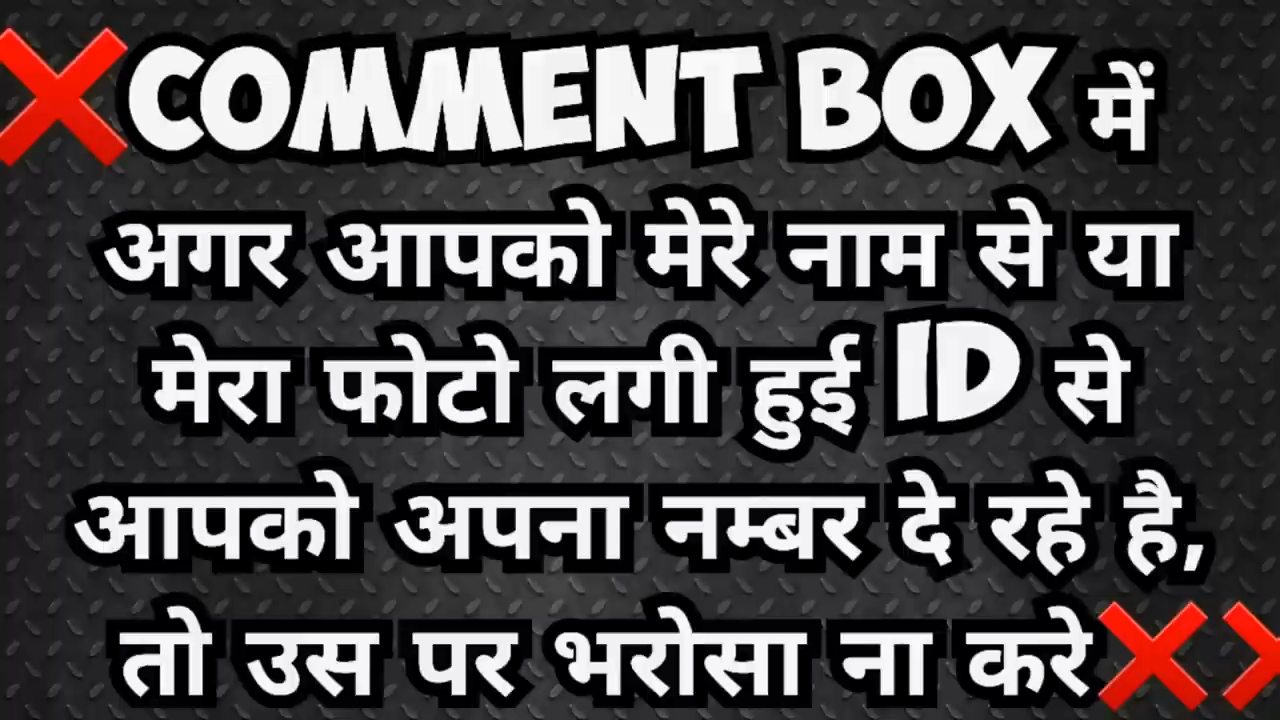 ❌COMMENT BOX में
अगर आपको मेरे नाम से या
मेरा फोटो लगी हुई ID से
आपको अपना नम्बर दे रहे है,
तो उस पर भरोसा ना करे❌❌